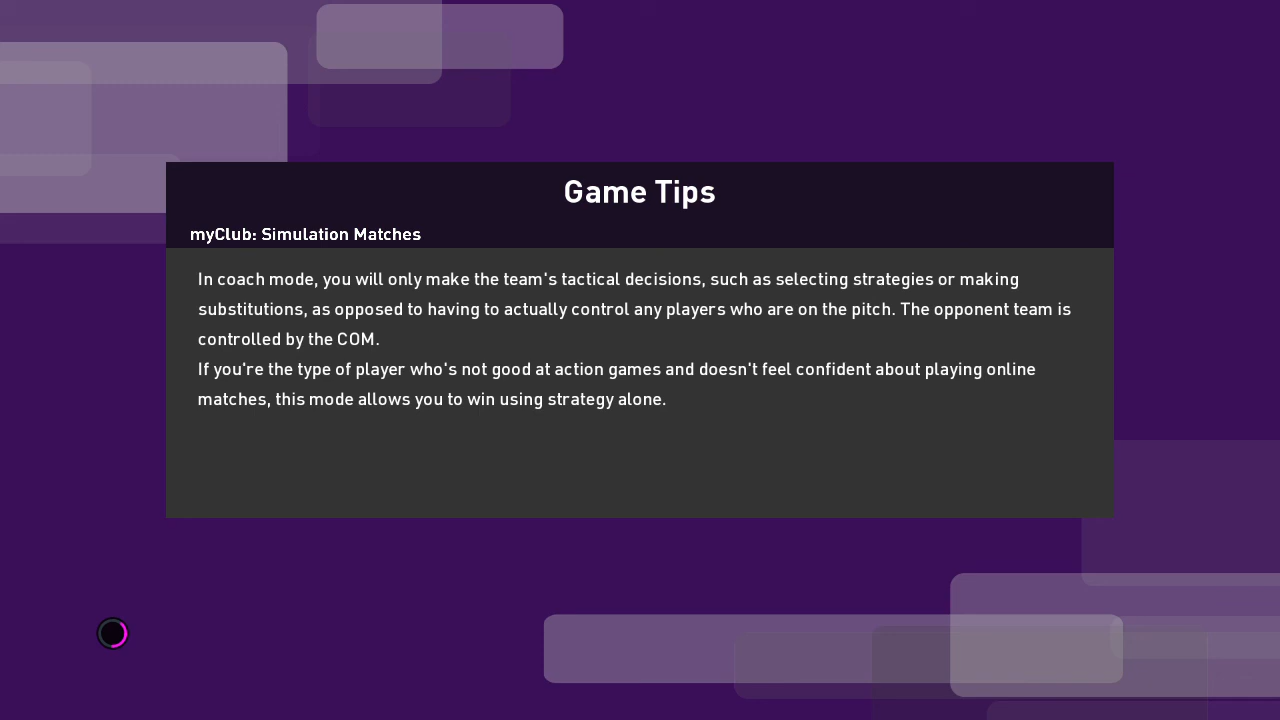 Game Tips
myClub: Simulation Matches
In coach mode, you will only make the team's tactical decisions, such as selecting strategies or making
substitutions, as opposed to having to actually control any players who are on the pitch. The opponent team is
controlled by the COM.
If you're the type of player who's not good at action games and doesn't feel confident about playing online
matches, this mode allows you to win using strategy alone.